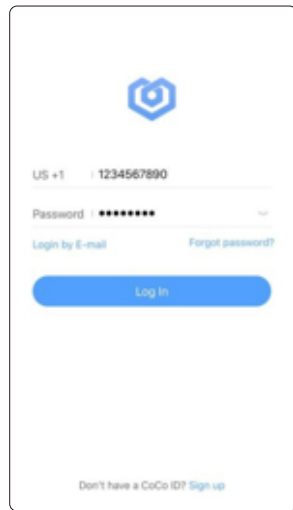 US +1 1234567890
Password ••••••••
Login by E-mail Forgot password?
Log In
Don't have a CoCo ID? Sign up